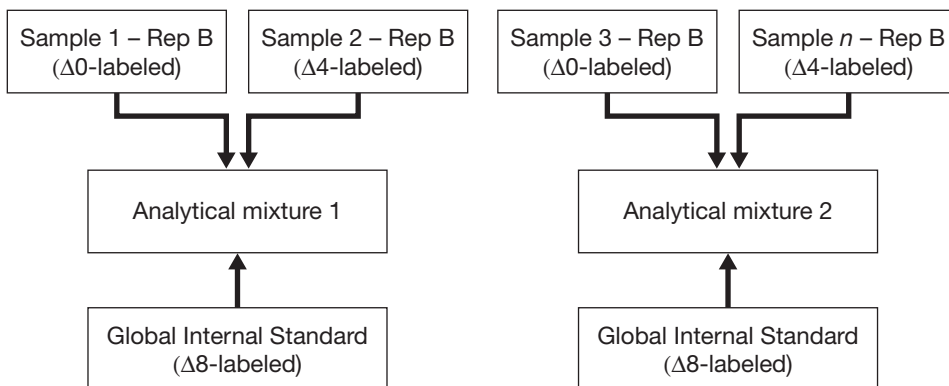 Sample 1 – Rep B
(Δ0-labeled)
Sample 2 – Rep B
(Δ4-labeled)
Sample 3 – Rep B
(Δ0-labeled)
Sample n – Rep B
(Δ4-labeled)
Analytical mixture 1
Analytical mixture 2
Global Internal Standard
(Δ8-labeled)
Global Internal Standard
(Δ8-labeled)